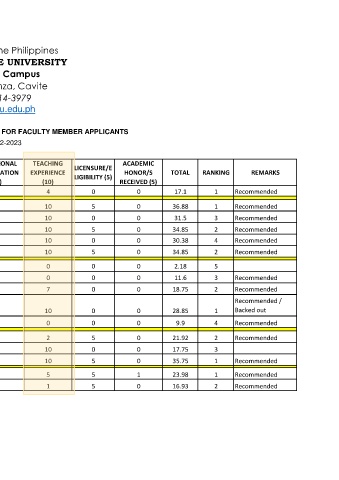 ne Philippines
E UNIVERSITY
Campus
nza, Cavite
14-3979
u.edu.ph
FOR FACULTY MEMBER APPLICANTS
2-2023
ONAL TEACHING LICENSURE/E ACADEMIC TOTAL RANKING REMARKS
ATION EXPERIENCE LIGIBILITY (5) HONOR/S
) (10) RECEIVED (5)
4 0 0 17.1 1 Recommended
10 5 0 36.88 1 Recommended
10 0 0 31.5 3 Recommended
10 5 0 34.85 2 Recommended
10 0 0 30.38 4 Recommended
10 5 0 34.85 2 Recommended
0 0 0 2.18 5
0 0 0 11.6 3 Recommended
7 0 0 18.75 2 Recommended
10 0 0 28.85 1 Recommended / Backed out
0 0 0 9.9 4 Recommended
2 5 0 21.92 2 Recommended
10 0 0 17.75 3
10 5 0 35.75 1 Recommended
5 5 1 23.98 1 Recommended
1 5 0 16.93 2 Recommended